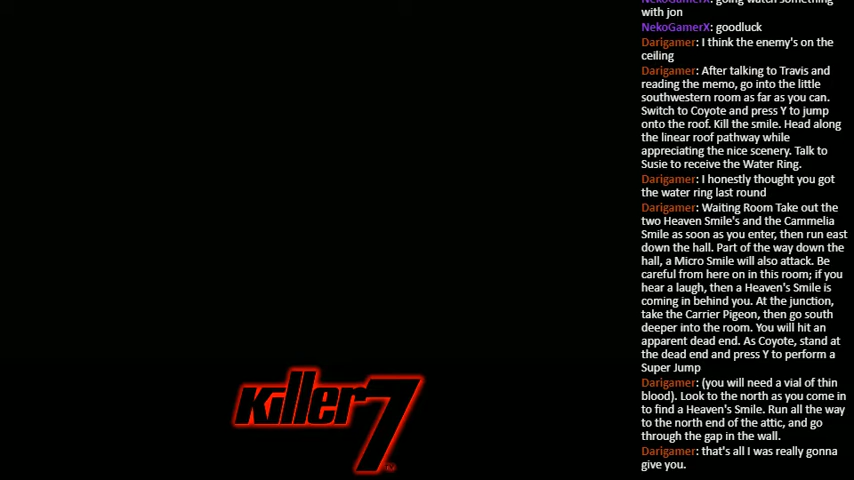 NekoGamerX: going watch something
with jon
NekoGamerX: goodluck
Darigamer: I think the enemy's on the
ceiling
Darigamer: After talking to Travis and
reading the memo, go into the little
southwestern room as far as you can.
Switch to Coyote and press Y to jump
onto the roof. Kill the smile. Head along
the linear roof pathway while
appreciating the nice scenery. Talk to
Susie to receive the Water Ring.
Darigamer: I honestly thought you got
the water ring last round
Darigamer: Waiting Room Take out the
two Heaven Smile's and the Cammelia
Smile as soon as you enter, then run east
down the hall. Part of the way down the
hall, a Micro Smile will also attack. Be
careful from here on in this room; if you
hear a laugh, then a Heaven's Smile is
coming in behind you. At the junction,
take the Carrier Pigeon, then go south
deeper into the room. You will hit an
apparent dead end. As Coyote, stand at
the dead end and press Y to perform a
Super Jump
Darigamer: (you will need a vial of thin
blood). Look to the north as you come in
to find a Heaven's Smile. Run all the way
to the north end of the attic, and go
through the gap in the wall.
Darigamer: that's all I was really gonna
give you.
killer7